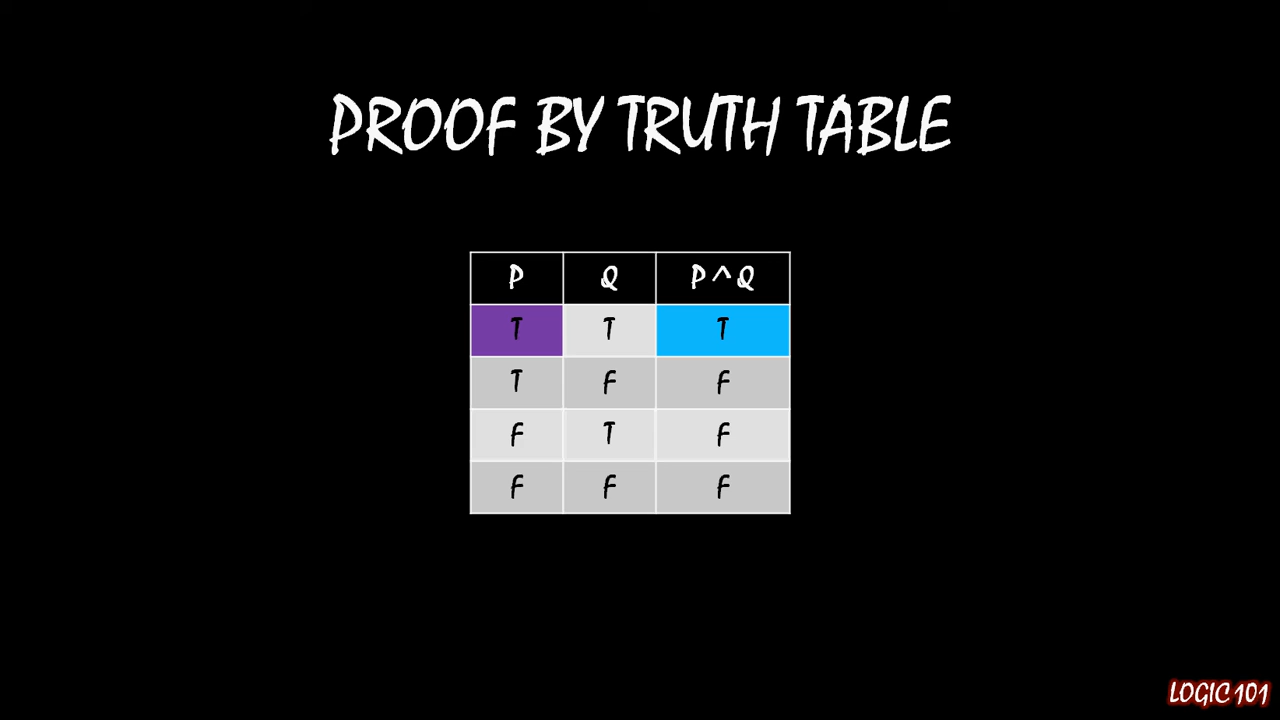 PROOF BY TRUTH TABLE
P Q P ^ Q
T T T
T F F
F T F
F F F
LOGIC 101